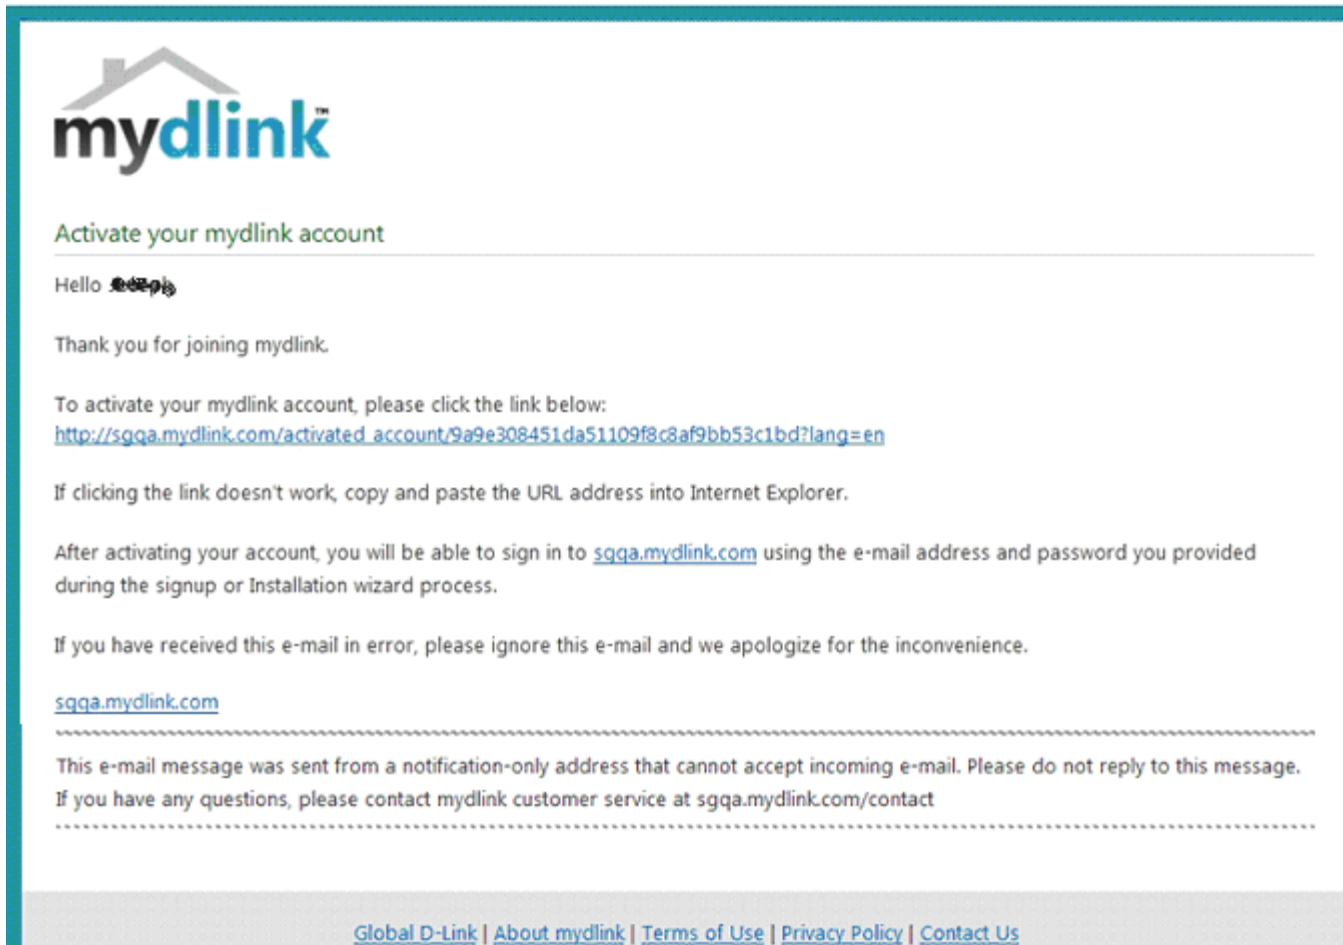 mydlink™
Activate your mydlink account
Hello
Thank you for joining mydlink.
To activate your mydlink account, please click the link below:
http://sgqa.mydlink.com/activated_account/9a9e308451da51109f8c8af9bb53c1bd?lang=en
If clicking the link doesn't work, copy and paste the URL address into Internet Explorer.
After activating your account, you will be able to sign in to sgqa.mydlink.com using the e-mail address and password you provided
during the signup or Installation wizard process.
If you have received this e-mail in error, please ignore this e-mail and we apologize for the inconvenience.
sgqa.mydlink.com
This e-mail message was sent from a notification-only address that cannot accept incoming e-mail. Please do not reply to this message.
If you have any questions, please contact mydlink customer service at sgqa.mydlink.com/contact
Global D-Link | About mydlink | Terms of Use | Privacy Policy | Contact Us